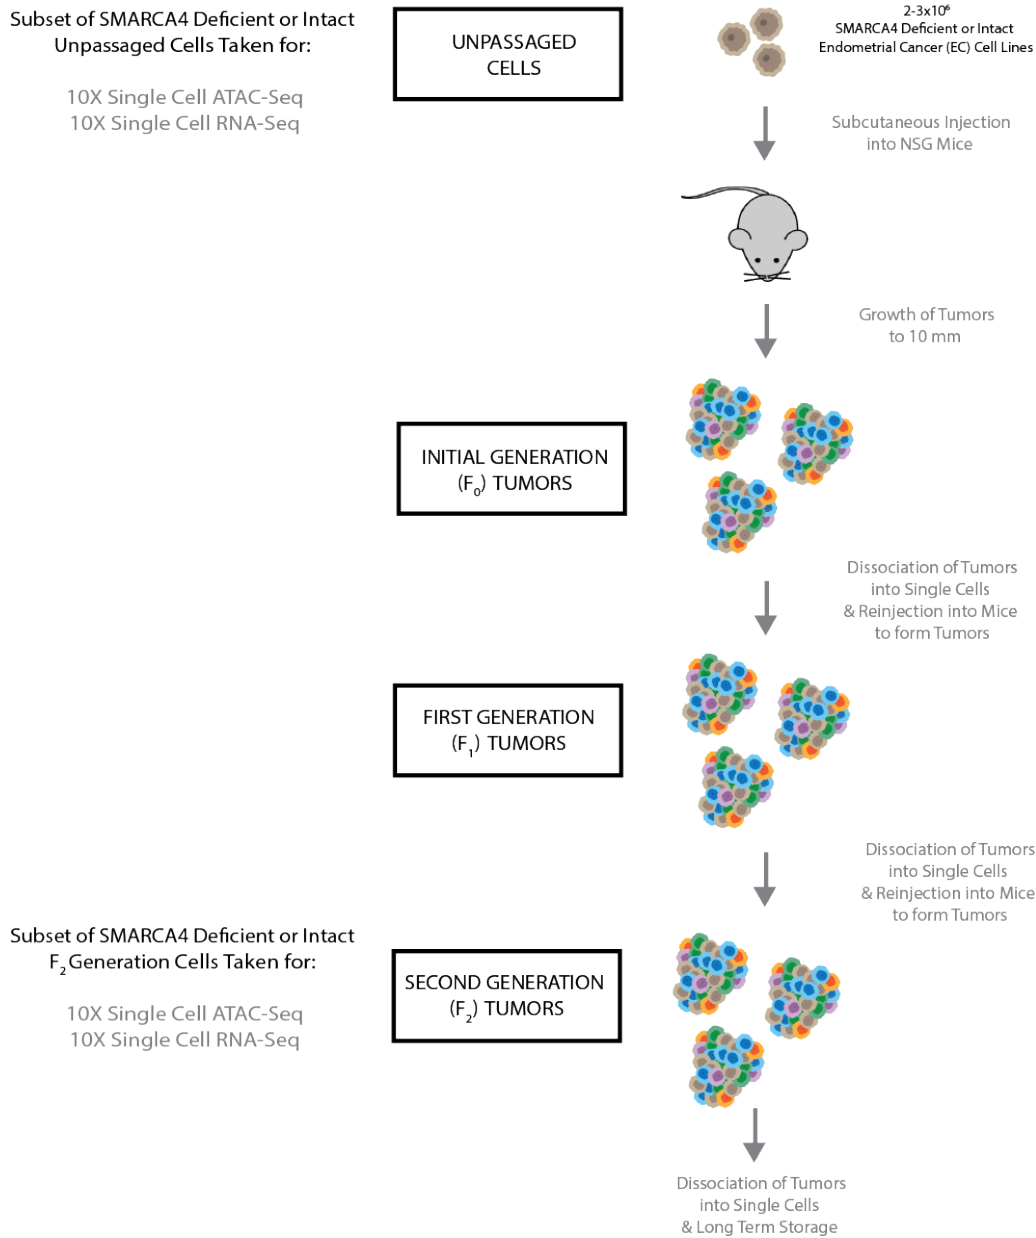 Subset of SMARCA4 Deficient or Intact
Unpassaged Cells Taken for:
10X Single Cell ATAC-Seq
10X Single Cell RNA-Seq
UNPASSAGED
CELLS
2-3x10⁶
SMARCA4 Deficient or Intact
Endometrial Cancer (EC) Cell Lines
Subcutaneous Injection
into NSG Mice
Growth of Tumors
to 10 mm
INITIAL GENERATION
(F₀) TUMORS
Dissociation of Tumors
into Single Cells
& Reinjection into Mice
to form Tumors
FIRST GENERATION
(F₁) TUMORS
Dissociation of Tumors
into Single Cells
& Reinjection into Mice
to form Tumors
Subset of SMARCA4 Deficient or Intact
F₂ Generation Cells Taken for:
10X Single Cell ATAC-Seq
10X Single Cell RNA-Seq
SECOND GENERATION
(F₂) TUMORS
Dissociation of Tumors
into Single Cells
& Long Term Storage